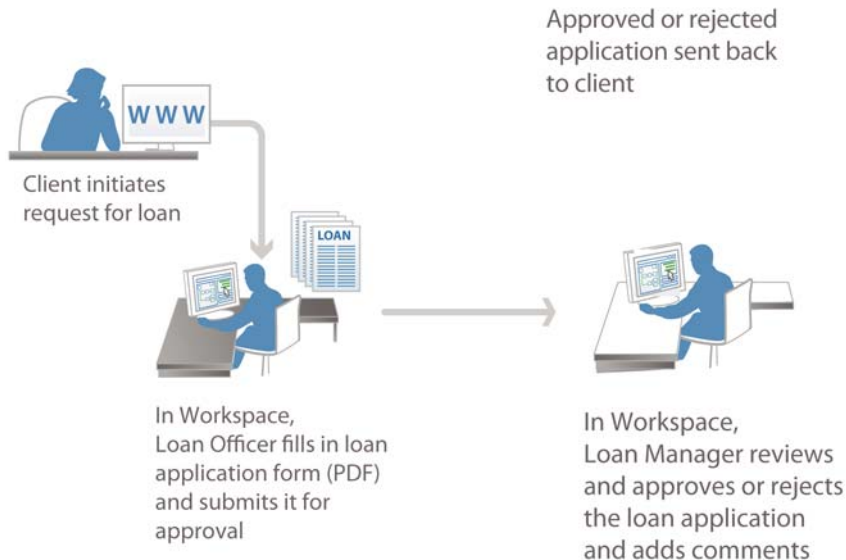 Approved or rejected
application sent back
to client
WWW
Client initiates
request for loan
LOAN
In Workspace,
Loan Officer fills in loan
application form (PDF)
and submits it for
approval
In Workspace,
Loan Manager reviews
and approves or rejects
the loan application
and adds comments